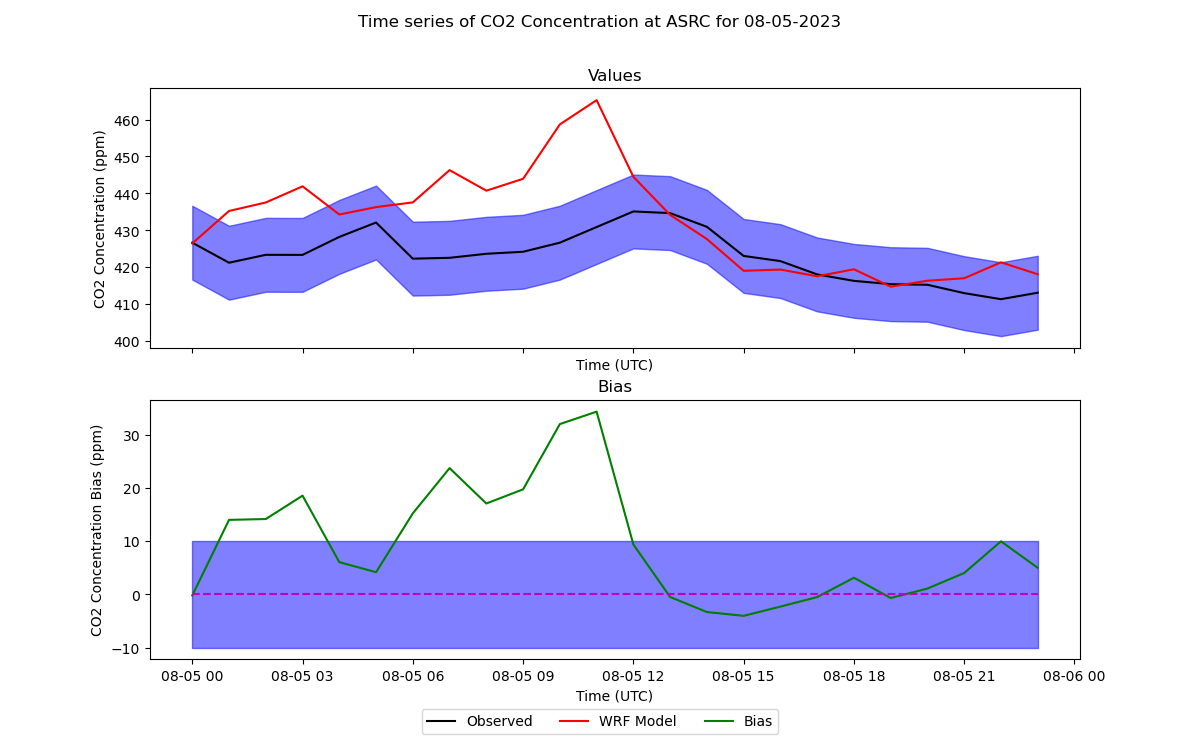 Time series of CO2 Concentration at ASRC for 08-05-2023
Values
CO2 Concentration (ppm)
460
450
440
430
420
410
400
Time (UTC)
Bias
CO2 Concentration Bias (ppm)
30
20
10
0
−10
08-05 00 08-05 03 08-05 06 08-05 09 08-05 12 08-05 15 08-05 18 08-05 21 08-06 00
Time (UTC)
Observed WRF Model Bias